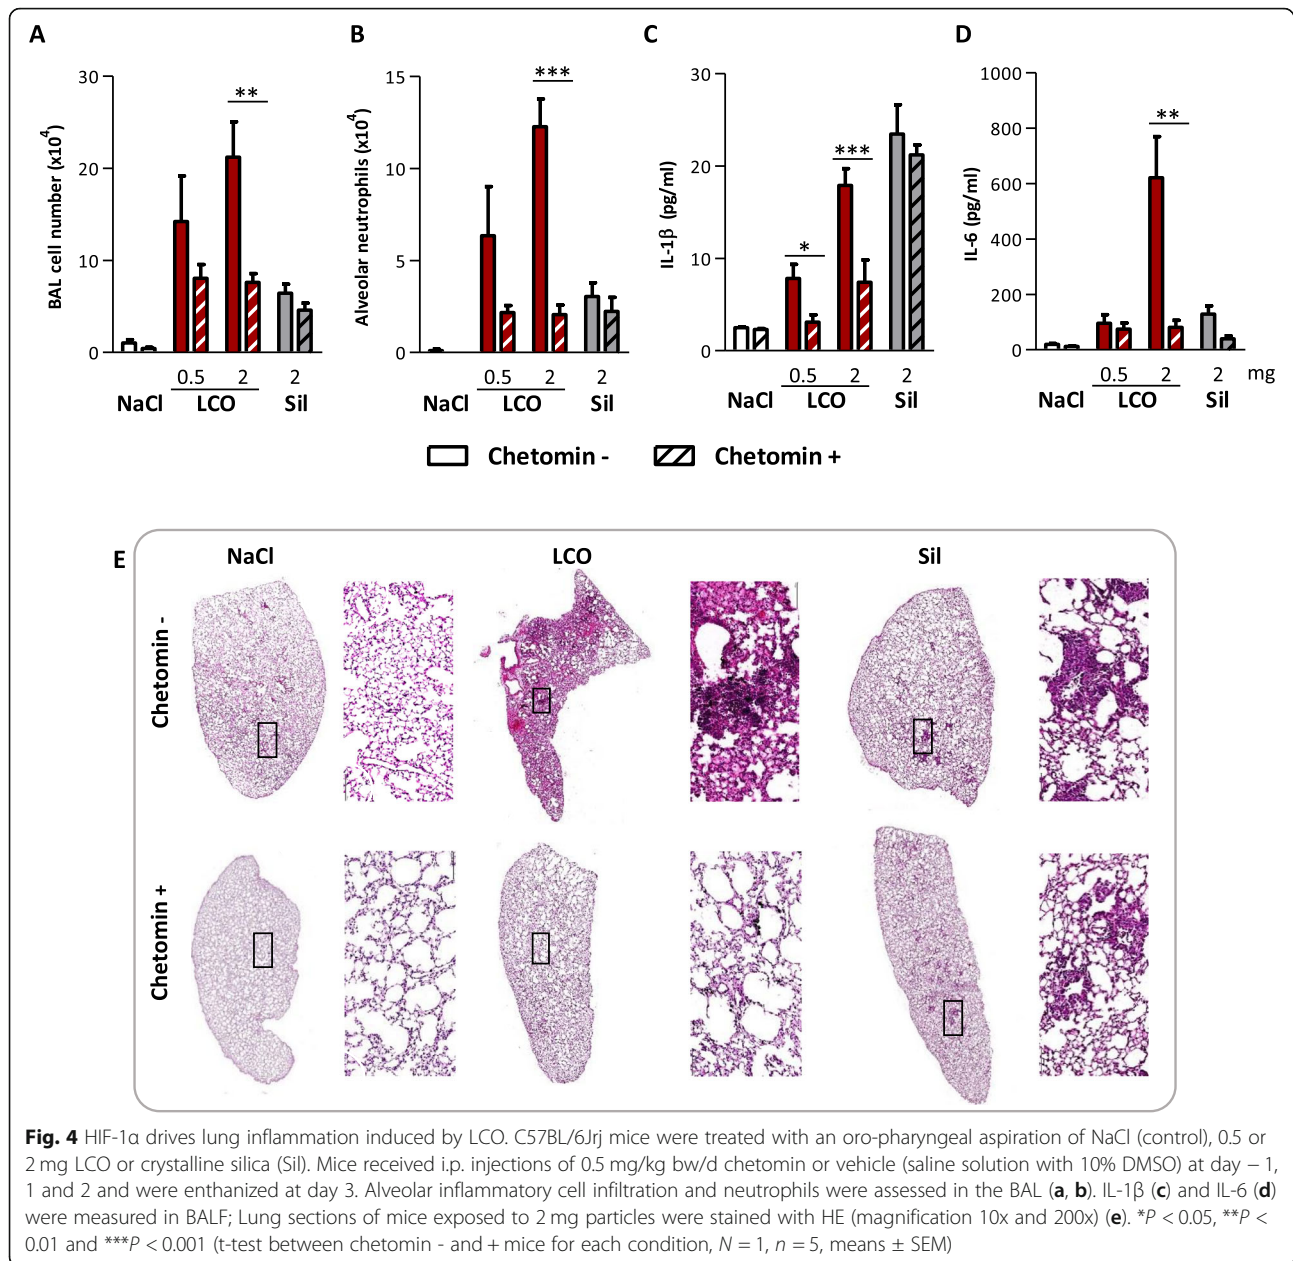 A
B
C
D
30
20
10
0
BAL cell number (x10⁴)
**
0.5 2 2
NaCl LCO Sil
15
10
5
0
Alveolar neutrophils (x10⁴)
***
0.5 2 2
NaCl LCO Sil
30
20
10
0
IL-1β (pg/ml)
*
***
0.5 2 2
NaCl LCO Sil
1000
800
600
400
200
0
IL-6 (pg/ml)
**
0.5 2 2 mg
NaCl LCO Sil
Chetomin - Chetomin +
E
NaCl LCO Sil
Chetomin -
Chetomin +
Fig. 4 HIF-1α drives lung inflammation induced by LCO. C57BL/6Jrj mice were treated with an oro-pharyngeal aspiration of NaCl (control), 0.5 or
2 mg LCO or crystalline silica (Sil). Mice received i.p. injections of 0.5 mg/kg bw/d chetomin or vehicle (saline solution with 10% DMSO) at day − 1,
1 and 2 and were enthanized at day 3. Alveolar inflammatory cell infiltration and neutrophils were assessed in the BAL (a, b). IL-1β (c) and IL-6 (d)
were measured in BALF; Lung sections of mice exposed to 2 mg particles were stained with HE (magnification 10x and 200x) (e). *P < 0.05, **P <
0.01 and ***P < 0.001 (t-test between chetomin - and + mice for each condition, N = 1, n = 5, means ± SEM)